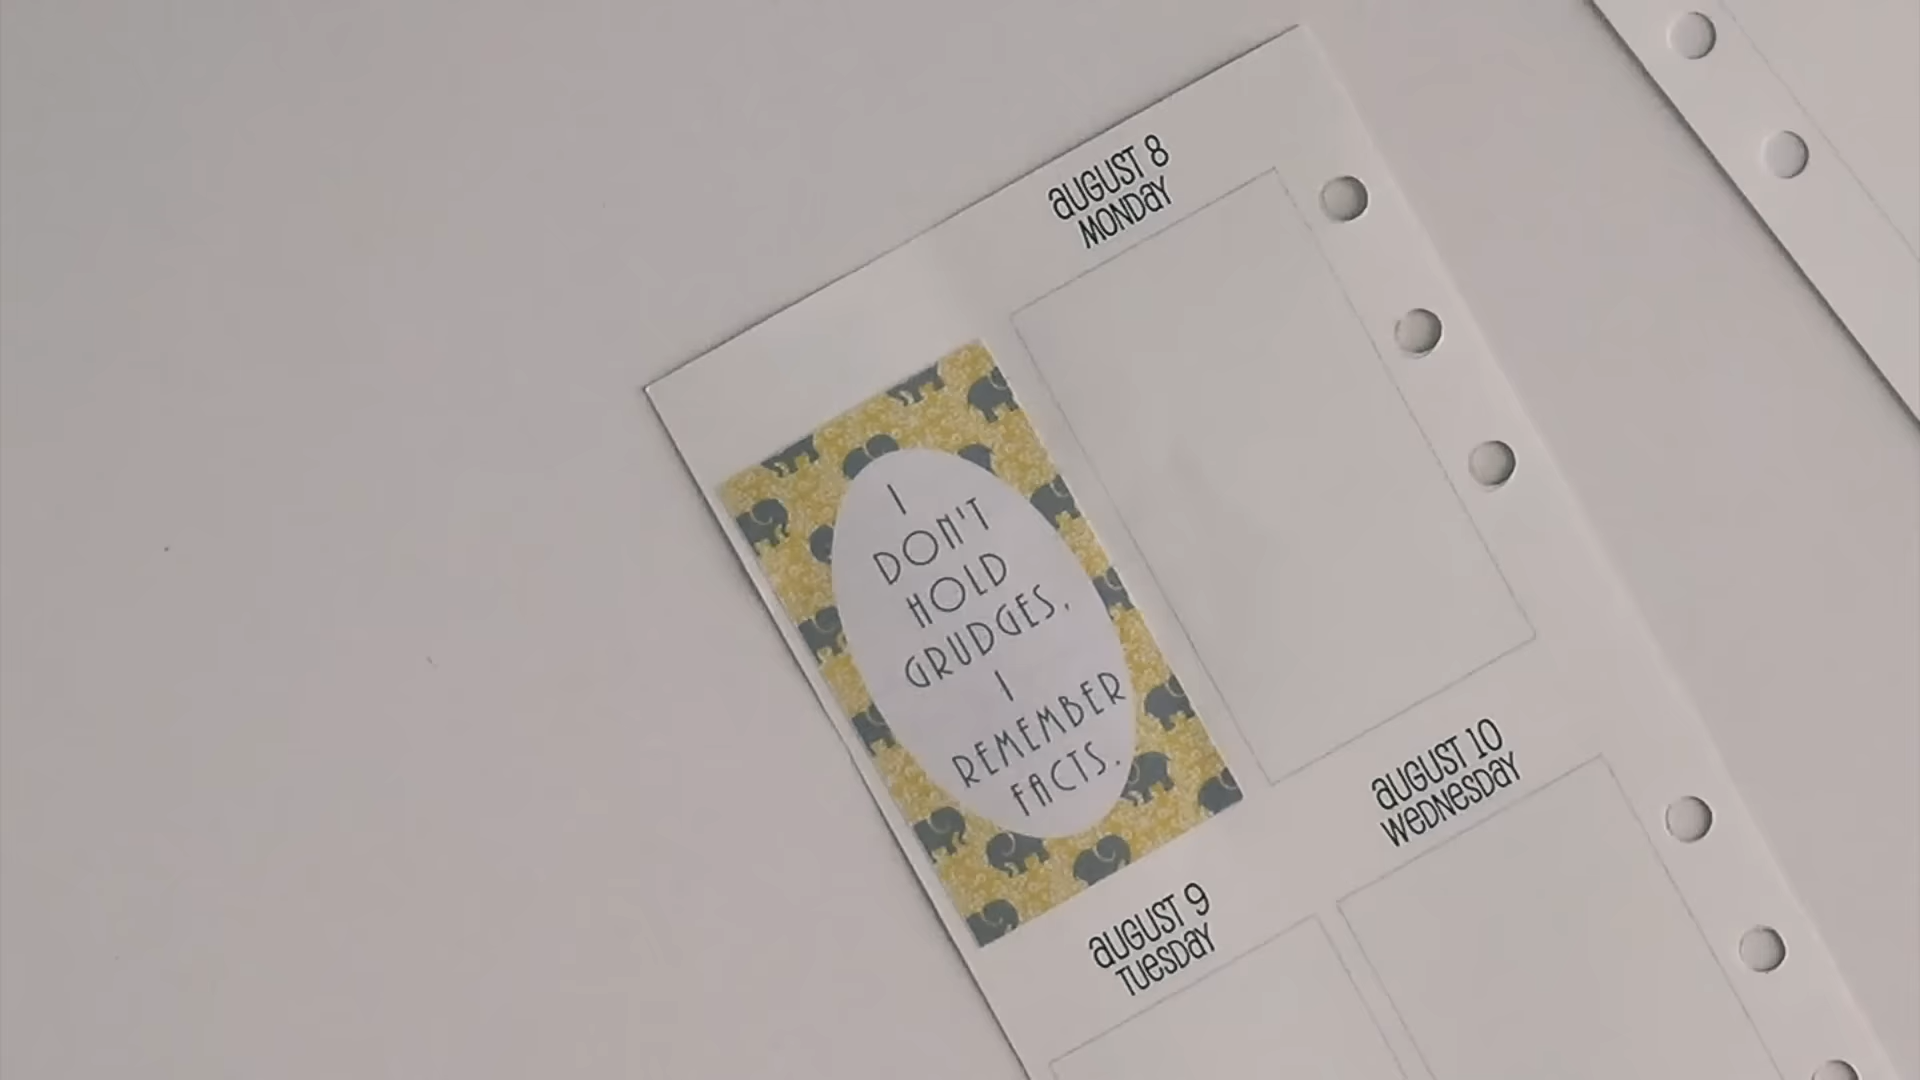 august 8
Monday
I
DON'T
HOLD
GRUDGES.
I
REMEMBER
FACTS.
august 9
Tuesday
august 10
Wednesday